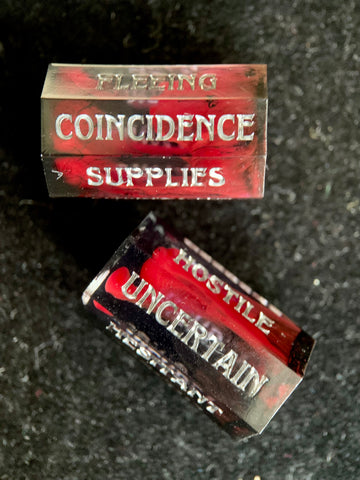 FLEEING
COINCIDENCE
SUPPLIES
HOSTILE
UNCERTAIN
HESITANT